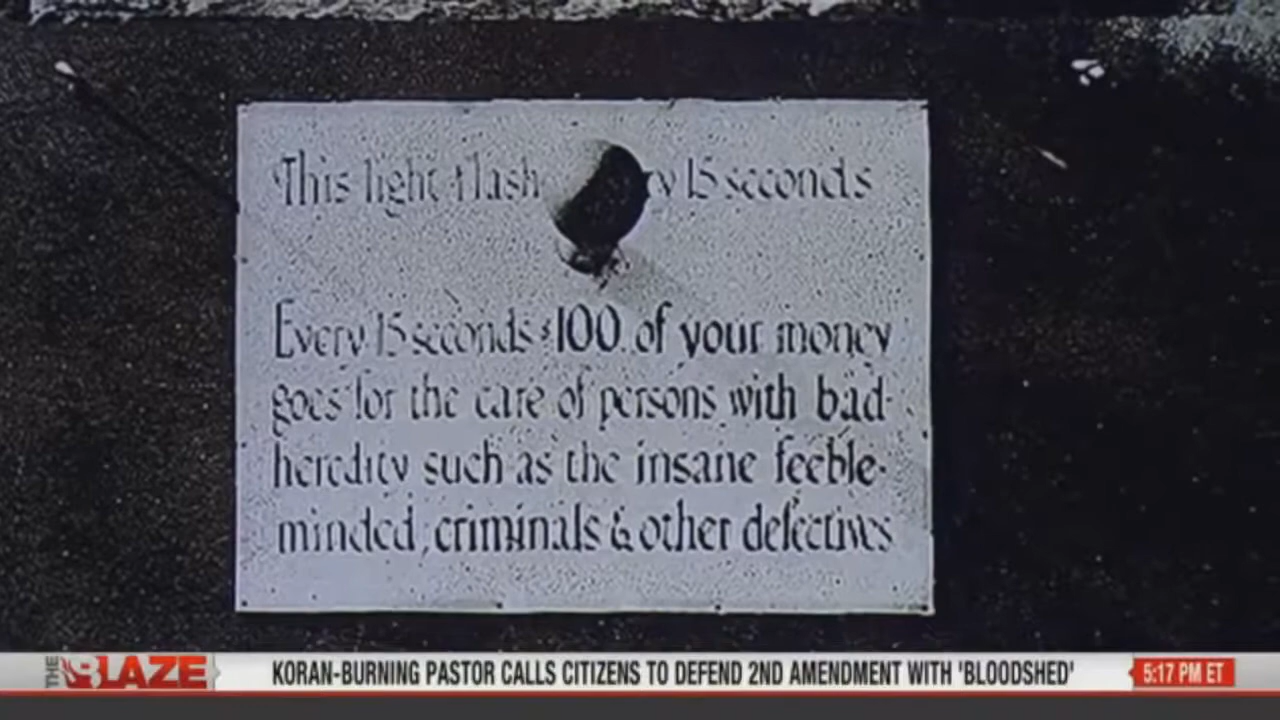 This light flash y 15 seconds
Every 15 seconds $100. of your money
goes for the care of persons with bad
heredity such as the insane feeble-
minded, criminals & other defectives
THE BLAZE
KORAN-BURNING PASTOR CALLS CITIZENS TO DEFEND 2ND AMENDMENT WITH 'BLOODSHED'
5:17 PM ET